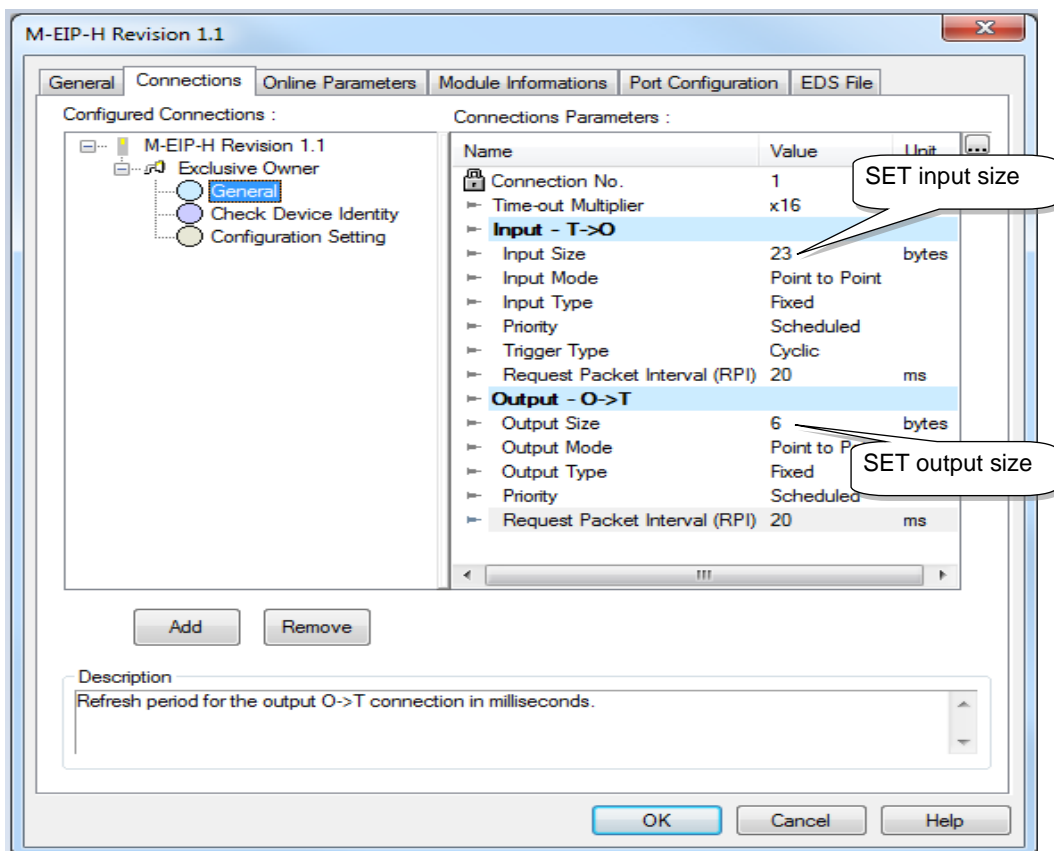 M-EIP-H Revision 1.1
General Connections Online Parameters Module Informations Port Configuration EDS File
Configured Connections :
M-EIP-H Revision 1.1
Exclusive Owner
General
Check Device Identity
Configuration Setting
Connections Parameters :
Name Value Unit
Connection No. 1
Time-out Multiplier x16
Input - T->O
Input Size 23 bytes
Input Mode Point to Point
Input Type Fixed
Priority Scheduled
Trigger Type Cyclic
Request Packet Interval (RPI) 20 ms
Output - O->T
Output Size 6 bytes
Output Mode Point to P
Output Type Fixed
Priority Scheduled
Request Packet Interval (RPI) 20 ms
SET input size
SET output size
Add Remove
Description
Refresh period for the output O->T connection in milliseconds.
OK Cancel Help